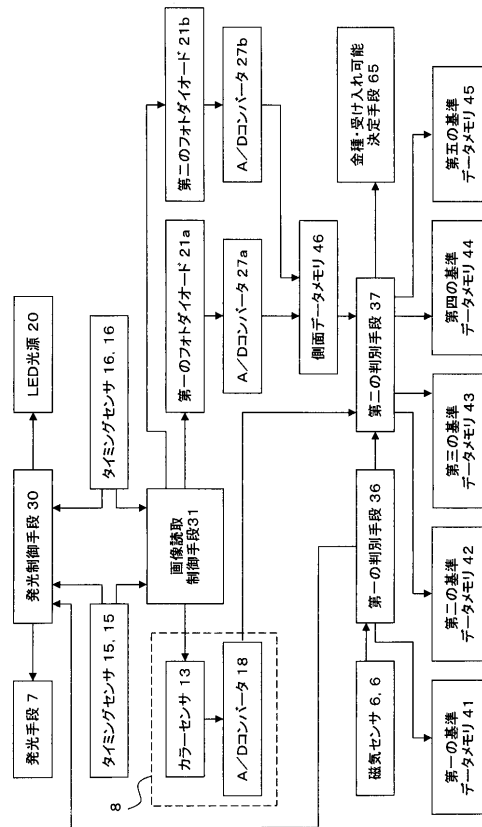 発光手段 7
発光制御手段 30
LED光源 20
タイミングセンサ 15, 15
タイミングセンサ 16, 16
8
カラーセンサ 13
A/Dコンバータ 18
画像読取
制御手段31
第一のフォトダイオード 21a
第二のフォトダイオード 21b
A/Dコンバータ 27a
A/Dコンバータ 27b
側面データメモリ 46
磁気センサ 6, 6
第一の判別手段 36
第二の判別手段 37
金種・受け入れ可能
決定手段 65
第一の基準
データメモリ 41
第二の基準
データメモリ 42
第三の基準
データメモリ 43
第四の基準
データメモリ 44
第五の基準
データメモリ 45